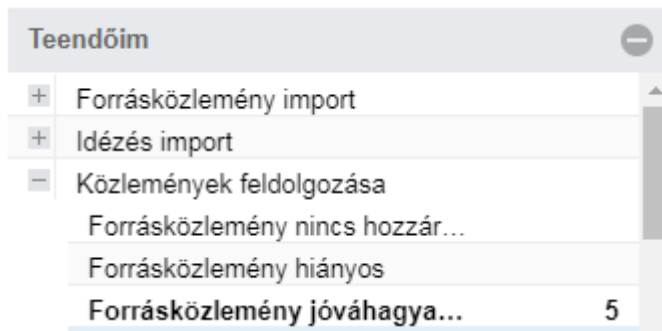 Teendőim
Forrásközlemény import
Idézés import
Közlemények feldolgozása
Forrásközlemény nincs hozzár...
Forrásközlemény hiányos
Forrásközlemény jóváhagya... 5